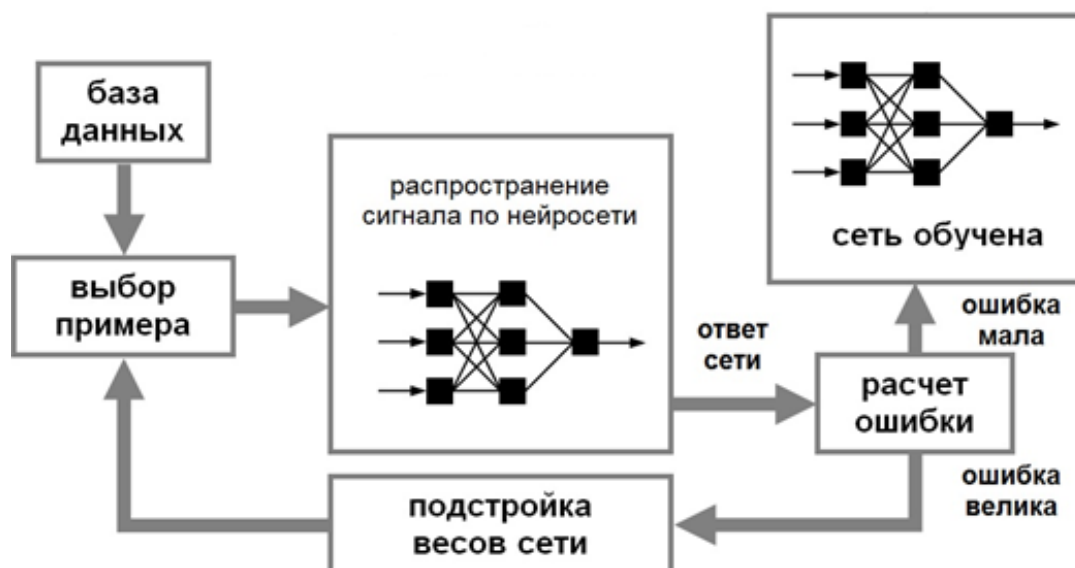 база
данных
выбор
примера
распространение
сигнала по нейросети
ответ
сети
расчет
ошибки
ошибка
мала
сеть обучена
ошибка
велика
подстройка
весов сети